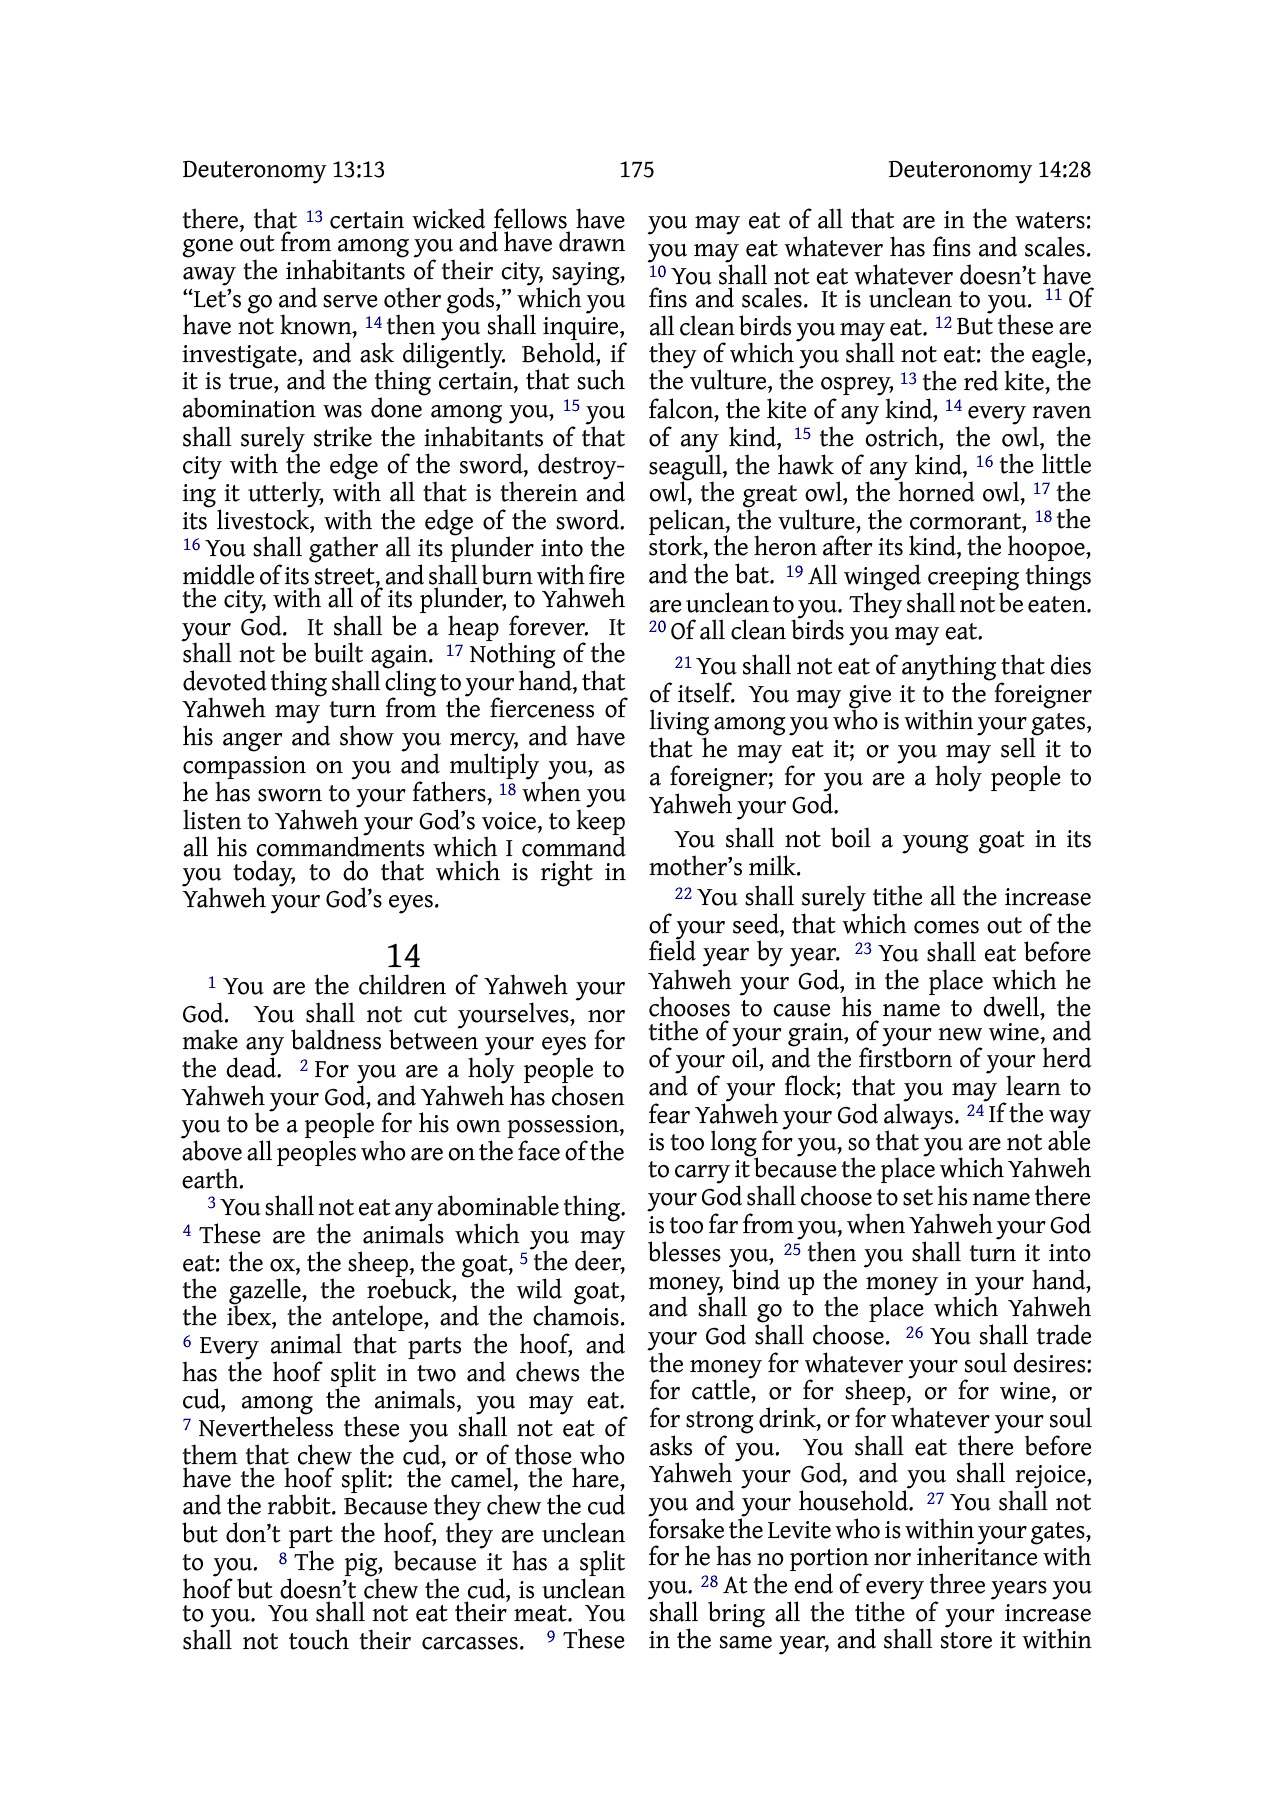 Deuteronomy 13:13
175
Deuteronomy 14:28
there, that 13 certain wicked fellows have
gone out from among you and have drawn
away the inhabitants of their city, saying,
“Let’s go and serve other gods,” which you
have not known, 14 then you shall inquire,
investigate, and ask diligently. Behold, if
it is true, and the thing certain, that such
abomination was done among you, 15 you
shall surely strike the inhabitants of that
city with the edge of the sword, destroy-
ing it utterly, with all that is therein and
its livestock, with the edge of the sword.
16 You shall gather all its plunder into the
middle of its street, and shall burn with fire
the city, with all of its plunder, to Yahweh
your God. It shall be a heap forever. It
shall not be built again. 17 Nothing of the
devoted thing shall cling to your hand, that
Yahweh may turn from the fierceness of
his anger and show you mercy, and have
compassion on you and multiply you, as
he has sworn to your fathers, 18 when you
listen to Yahweh your God’s voice, to keep
all his commandments which I command
you today, to do that which is right in
Yahweh your God’s eyes.
14
1 You are the children of Yahweh your
God. You shall not cut yourselves, nor
make any baldness between your eyes for
the dead. 2 For you are a holy people to
Yahweh your God, and Yahweh has chosen
you to be a people for his own possession,
above all peoples who are on the face of the
earth.
3 You shall not eat any abominable thing.
4 These are the animals which you may
eat: the ox, the sheep, the goat, 5 the deer,
the gazelle, the roebuck, the wild goat,
the ibex, the antelope, and the chamois.
6 Every animal that parts the hoof, and
has the hoof split in two and chews the
cud, among the animals, you may eat.
7 Nevertheless these you shall not eat of
them that chew the cud, or of those who
have the hoof split: the camel, the hare,
and the rabbit. Because they chew the cud
but don’t part the hoof, they are unclean
to you. 8 The pig, because it has a split
hoof but doesn’t chew the cud, is unclean
to you. You shall not eat their meat. You
shall not touch their carcasses. 9 These
you may eat of all that are in the waters:
you may eat whatever has fins and scales.
10 You shall not eat whatever doesn’t have
fins and scales. It is unclean to you. 11 Of
all clean birds you may eat. 12 But these are
they of which you shall not eat: the eagle,
the vulture, the osprey, 13 the red kite, the
falcon, the kite of any kind, 14 every raven
of any kind, 15 the ostrich, the owl, the
seagull, the hawk of any kind, 16 the little
owl, the great owl, the horned owl, 17 the
pelican, the vulture, the cormorant, 18 the
stork, the heron after its kind, the hoopoe,
and the bat. 19 All winged creeping things
are unclean to you. They shall not be eaten.
20 Of all clean birds you may eat.
21 You shall not eat of anything that dies
of itself. You may give it to the foreigner
living among you who is within your gates,
that he may eat it; or you may sell it to
a foreigner; for you are a holy people to
Yahweh your God.
You shall not boil a young goat in its
mother’s milk.
22 You shall surely tithe all the increase
of your seed, that which comes out of the
field year by year. 23 You shall eat before
Yahweh your God, in the place which he
chooses to cause his name to dwell, the
tithe of your grain, of your new wine, and
of your oil, and the firstborn of your herd
and of your flock; that you may learn to
fear Yahweh your God always. 24 If the way
is too long for you, so that you are not able
to carry it because the place which Yahweh
your God shall choose to set his name there
is too far from you, when Yahweh your God
blesses you, 25 then you shall turn it into
money, bind up the money in your hand,
and shall go to the place which Yahweh
your God shall choose. 26 You shall trade
the money for whatever your soul desires:
for cattle, or for sheep, or for wine, or
for strong drink, or for whatever your soul
asks of you. You shall eat there before
Yahweh your God, and you shall rejoice,
you and your household. 27 You shall not
forsake the Levite who is within your gates,
for he has no portion nor inheritance with
you. 28 At the end of every three years you
shall bring all the tithe of your increase
in the same year, and shall store it within